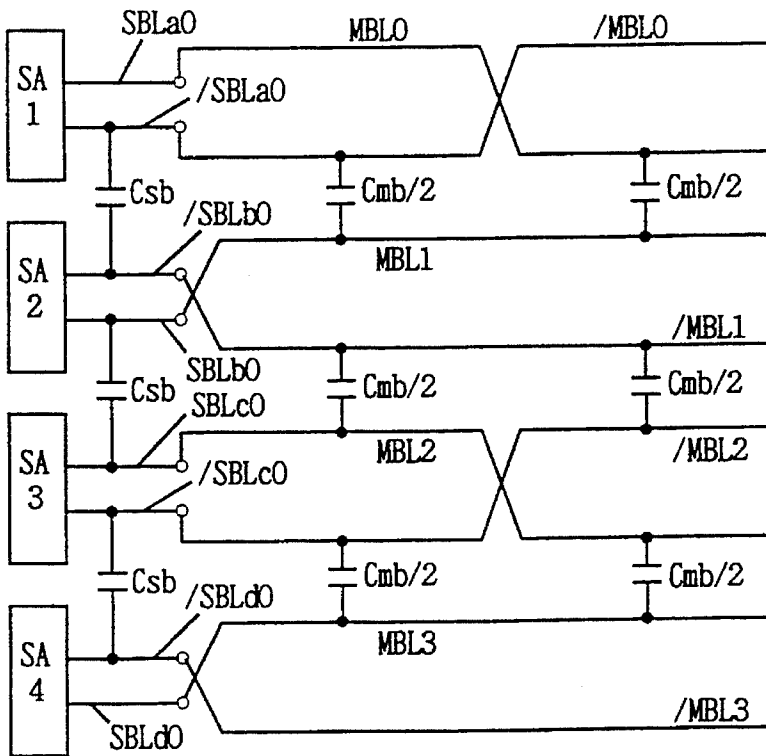 SBLa0
MBL0
/MBL0
SA
1
/SBLa0
Csb
Cmb/2
Cmb/2
/SBLb0
SA
2
MBL1
/MBL1
SBLb0
Csb
Cmb/2
Cmb/2
SBLc0
SA
3
MBL2
/MBL2
/SBLc0
Csb
Cmb/2
Cmb/2
/SBLd0
SA
4
MBL3
/MBL3
SBLd0